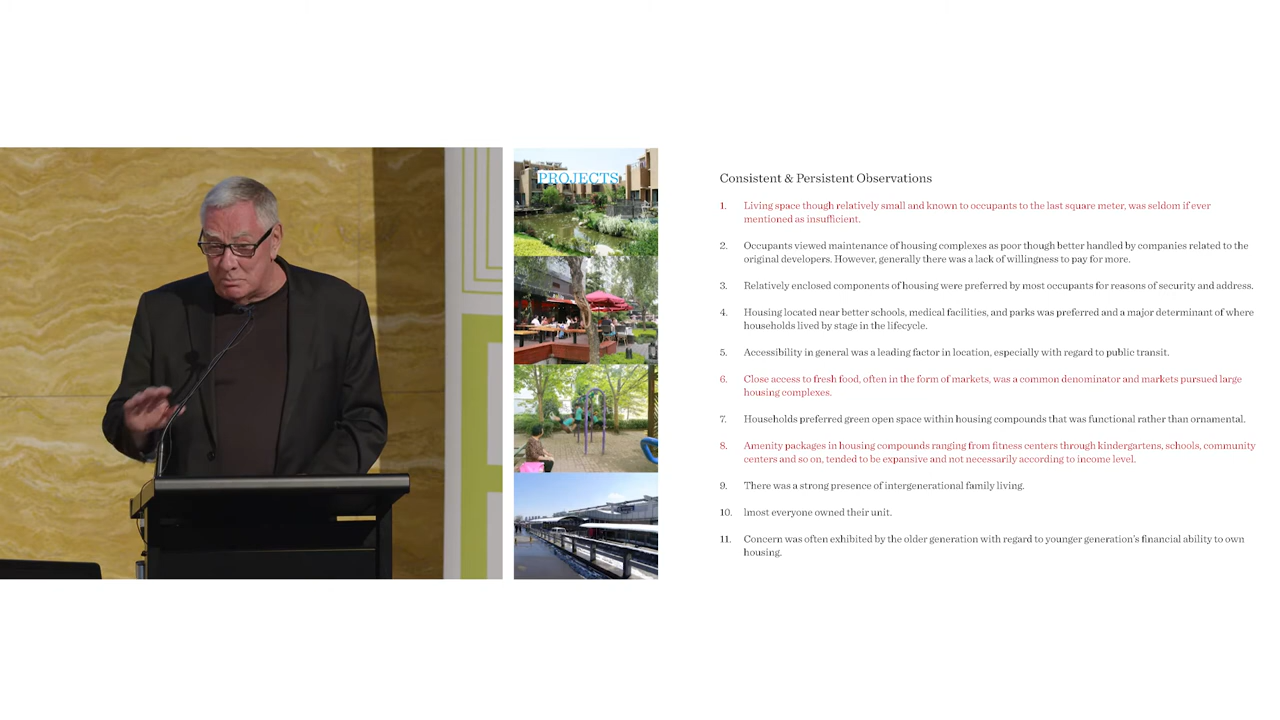 PROJECTS
Consistent & Persistent Observations
1. Living space though relatively small and known to occupants to the last square meter, was seldom if ever
mentioned as insufficient.
2. Occupants viewed maintenance of housing complexes as poor though better handled by companies related to the
original developers. However, generally there was a lack of willingness to pay for more.
3. Relatively enclosed components of housing were preferred by most occupants for reasons of security and address.
4. Housing located near better schools, medical facilities, and parks was preferred and a major determinant of where
households lived by stage in the lifecycle.
5. Accessibility in general was a leading factor in location, especially with regard to public transit.
6. Close access to fresh food, often in the form of markets, was a common denominator and markets pursued large
housing complexes.
7. Households preferred green open space within housing compounds that was functional rather than ornamental.
8. Amenity packages in housing compounds ranging from fitness centers through kindergartens, schools, community
centers and so on, tended to be expansive and not necessarily according to income level.
9. There was a strong presence of intergenerational family living.
10. lmost everyone owned their unit.
11. Concern was often exhibited by the older generation with regard to younger generation's financial ability to own
housing.